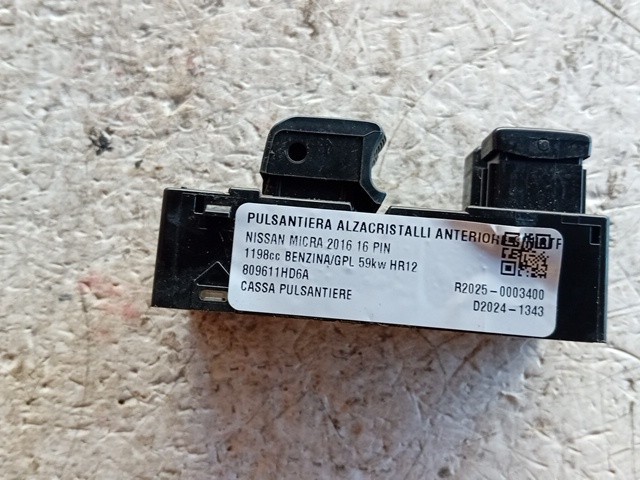 PULSANTIERA ALZACRISTALLI ANTERIORE
NISSAN MICRA 2016 16 PIN
1198cc BENZINA/GPL 59kw HR12
809611HD6A
CASSA PULSANTIERE
R2025-0003400
D2024-1343